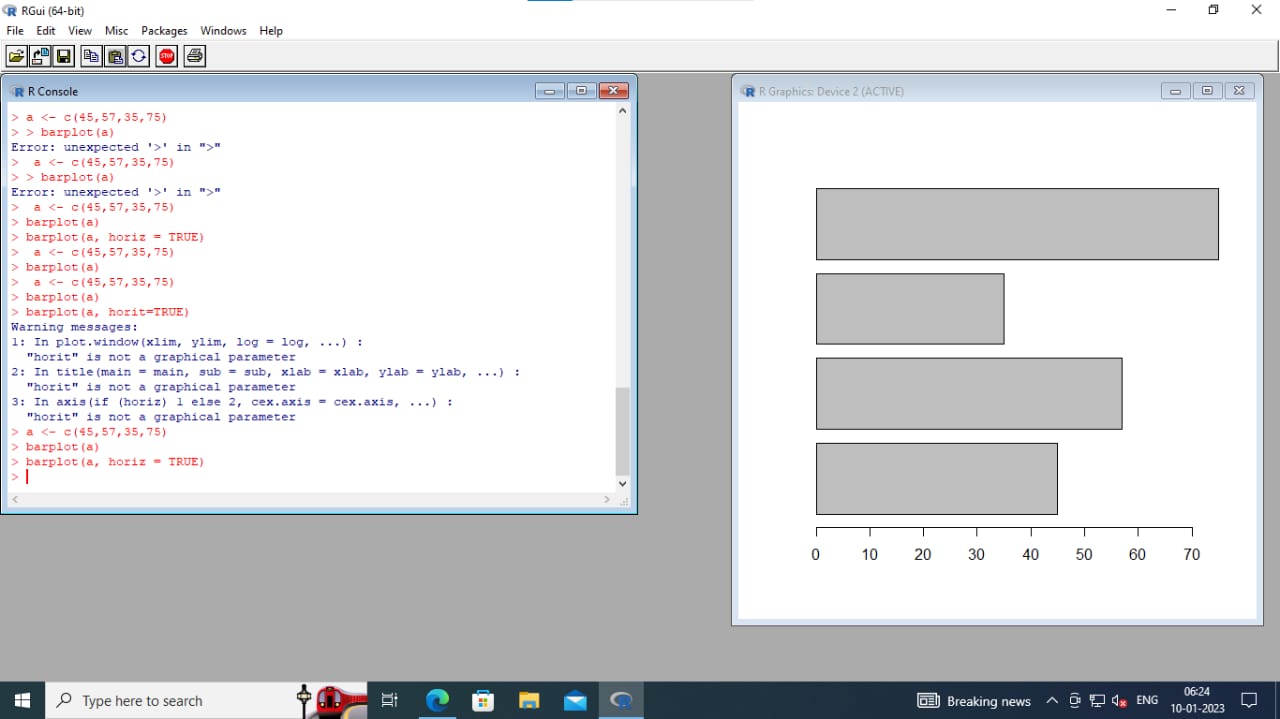 RGui (64-bit)
File Edit View Misc Packages Windows Help
STOP
R Console
> a <- c(45,57,35,75)
> > barplot(a)
Error: unexpected '>' in ">"
>  a <- c(45,57,35,75)
> > barplot(a)
Error: unexpected '>' in ">"
>  a <- c(45,57,35,75)
> barplot(a)
> barplot(a, horiz = TRUE)
>  a <- c(45,57,35,75)
> barplot(a)
>  a <- c(45,57,35,75)
> barplot(a)
> barplot(a, horit=TRUE)
Warning messages:
1: In plot.window(xlim, ylim, log = log, ...) :
  "horit" is not a graphical parameter
2: In title(main = main, sub = sub, xlab = xlab, ylab = ylab, ...) :
  "horit" is not a graphical parameter
3: In axis(if (horiz) 1 else 2, cex.axis = cex.axis, ...) :
  "horit" is not a graphical parameter
> a <- c(45,57,35,75)
> barplot(a)
> barplot(a, horiz = TRUE)
>
R Graphics: Device 2 (ACTIVE)
0 10 20 30 40 50 60 70
Type here to search
Breaking news
ENG
06:24
10-01-2023